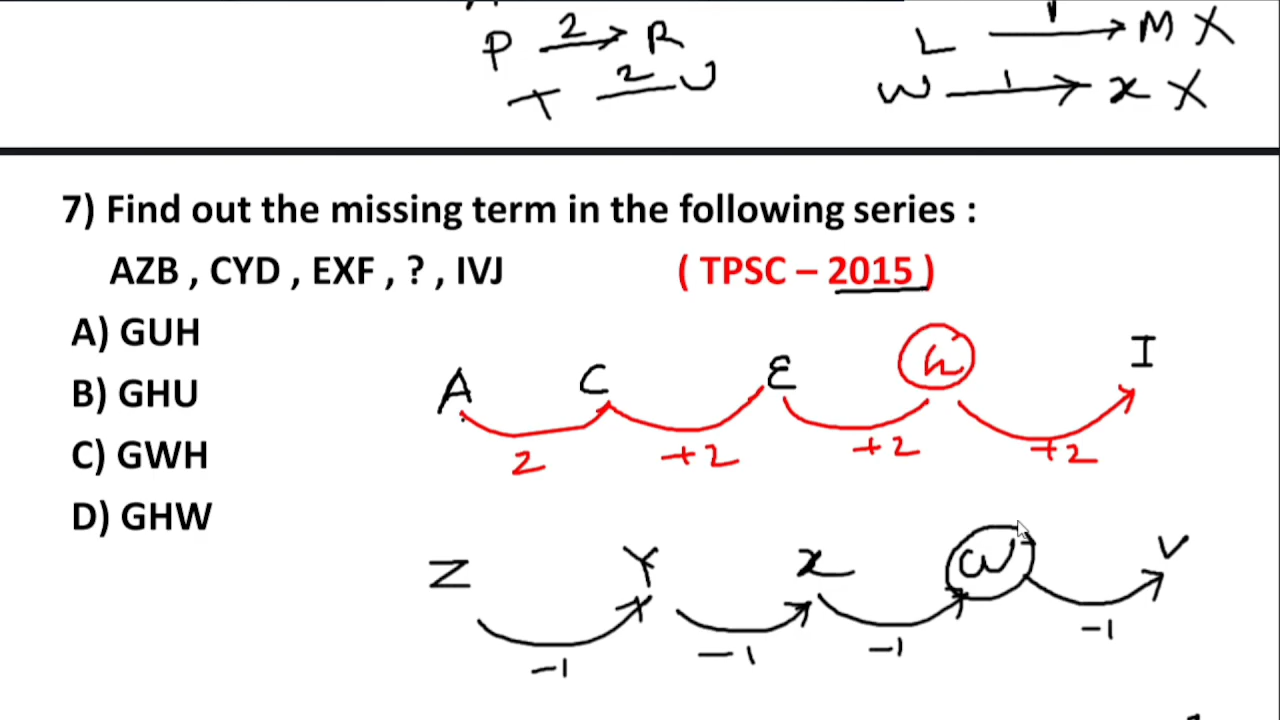 P 2 R
L 1 M X
T 2 V
W 1 x X
7) Find out the missing term in the following series :
AZB , CYD , EXF , ? , IVJ ( TPSC – 2015 )
A) GUH
B) GHU
C) GWH
D) GHW
A C E G I
2 +2 +2 +2
Z Y x W V
-1 -1 -1 -1